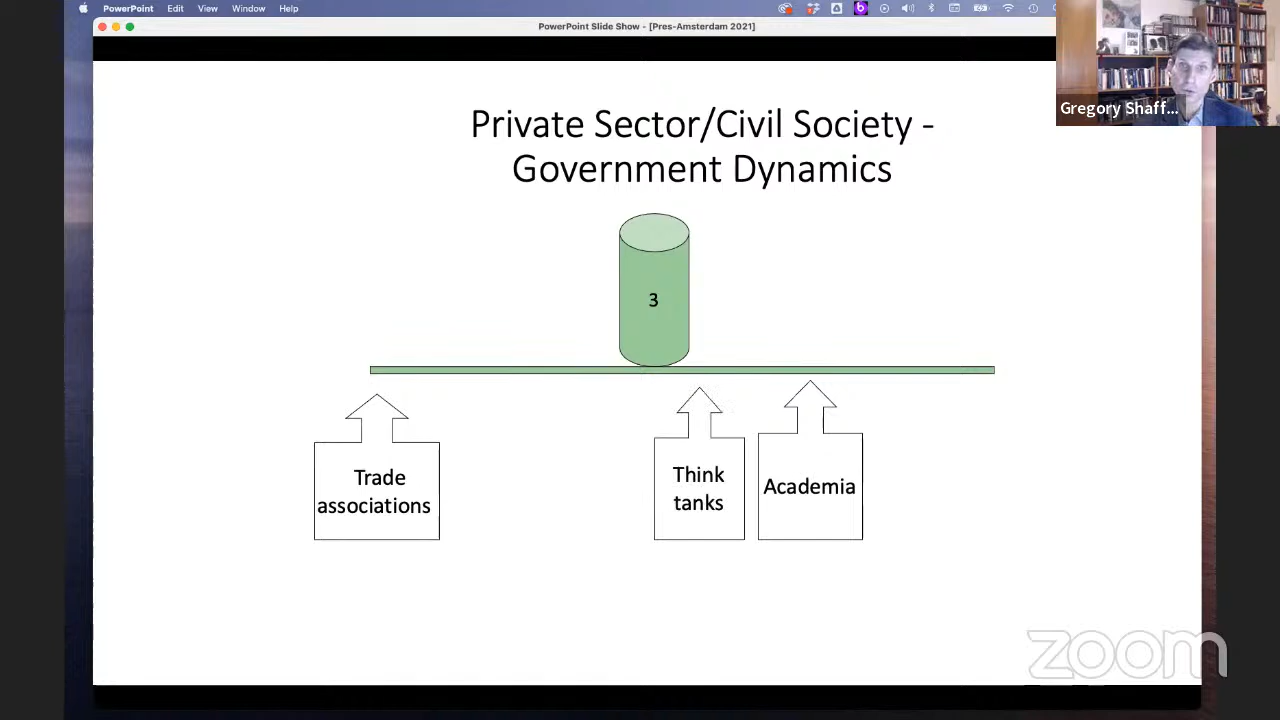 PowerPoint Edit View Window Help
PowerPoint Slide Show - [Pres-Amsterdam 2021]
Gregory Shaff...
Private Sector/Civil Society -
Government Dynamics
3
Trade
associations
Think
tanks
Academia
zoom